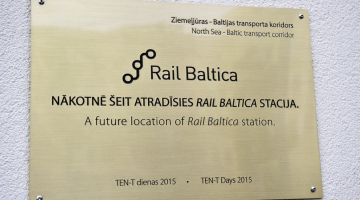 Ziemeļjūras - Baltijas transporta koridors
North Sea - Baltic transport corridor
Rail Baltica
NĀKOTNĒ ŠEIT ATRADĪSIES RAIL BALTICA STACIJA.
A future location of Rail Baltica station.
TEN-T dienas 2015 • TEN-T Days 2015